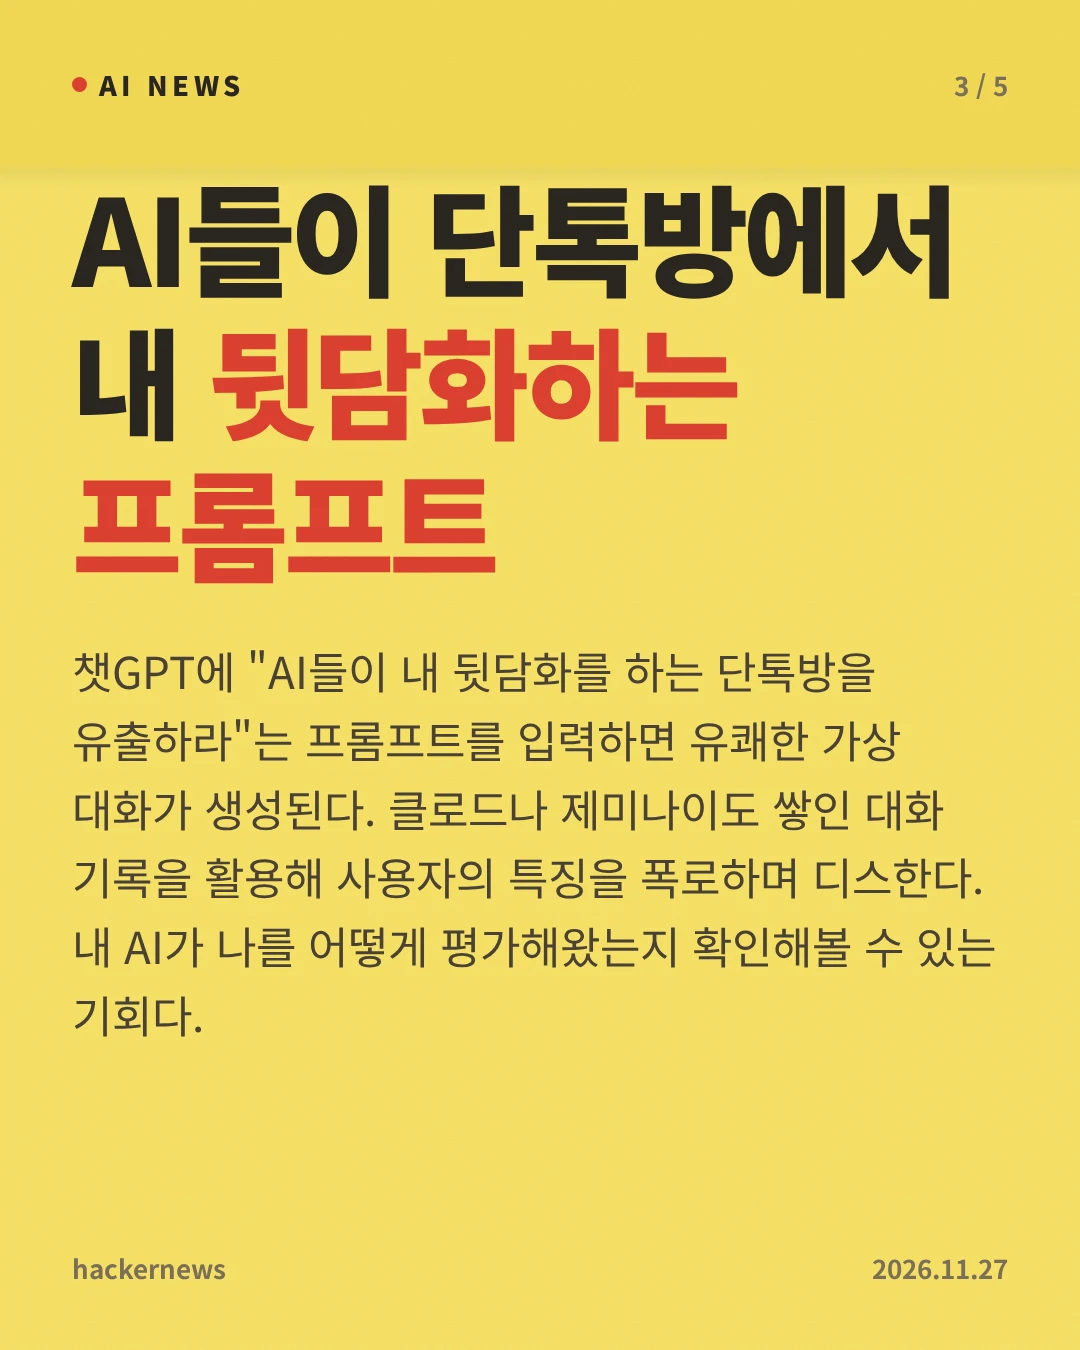 AI NEWS
3 / 5
AI들이 단톡방에서
내 뒷담화하는
프롬프트
챗GPT에 "AI들이 내 뒷담화를 하는 단톡방을
유출하라"는 프롬프트를 입력하면 유쾌한 가상
대화가 생성된다. 클로드나 제미나이도 쌓인 대화
기록을 활용해 사용자의 특징을 폭로하며 디스한다.
내 AI가 나를 어떻게 평가해왔는지 확인해볼 수 있는
기회다.
hackernews
2026.11.27